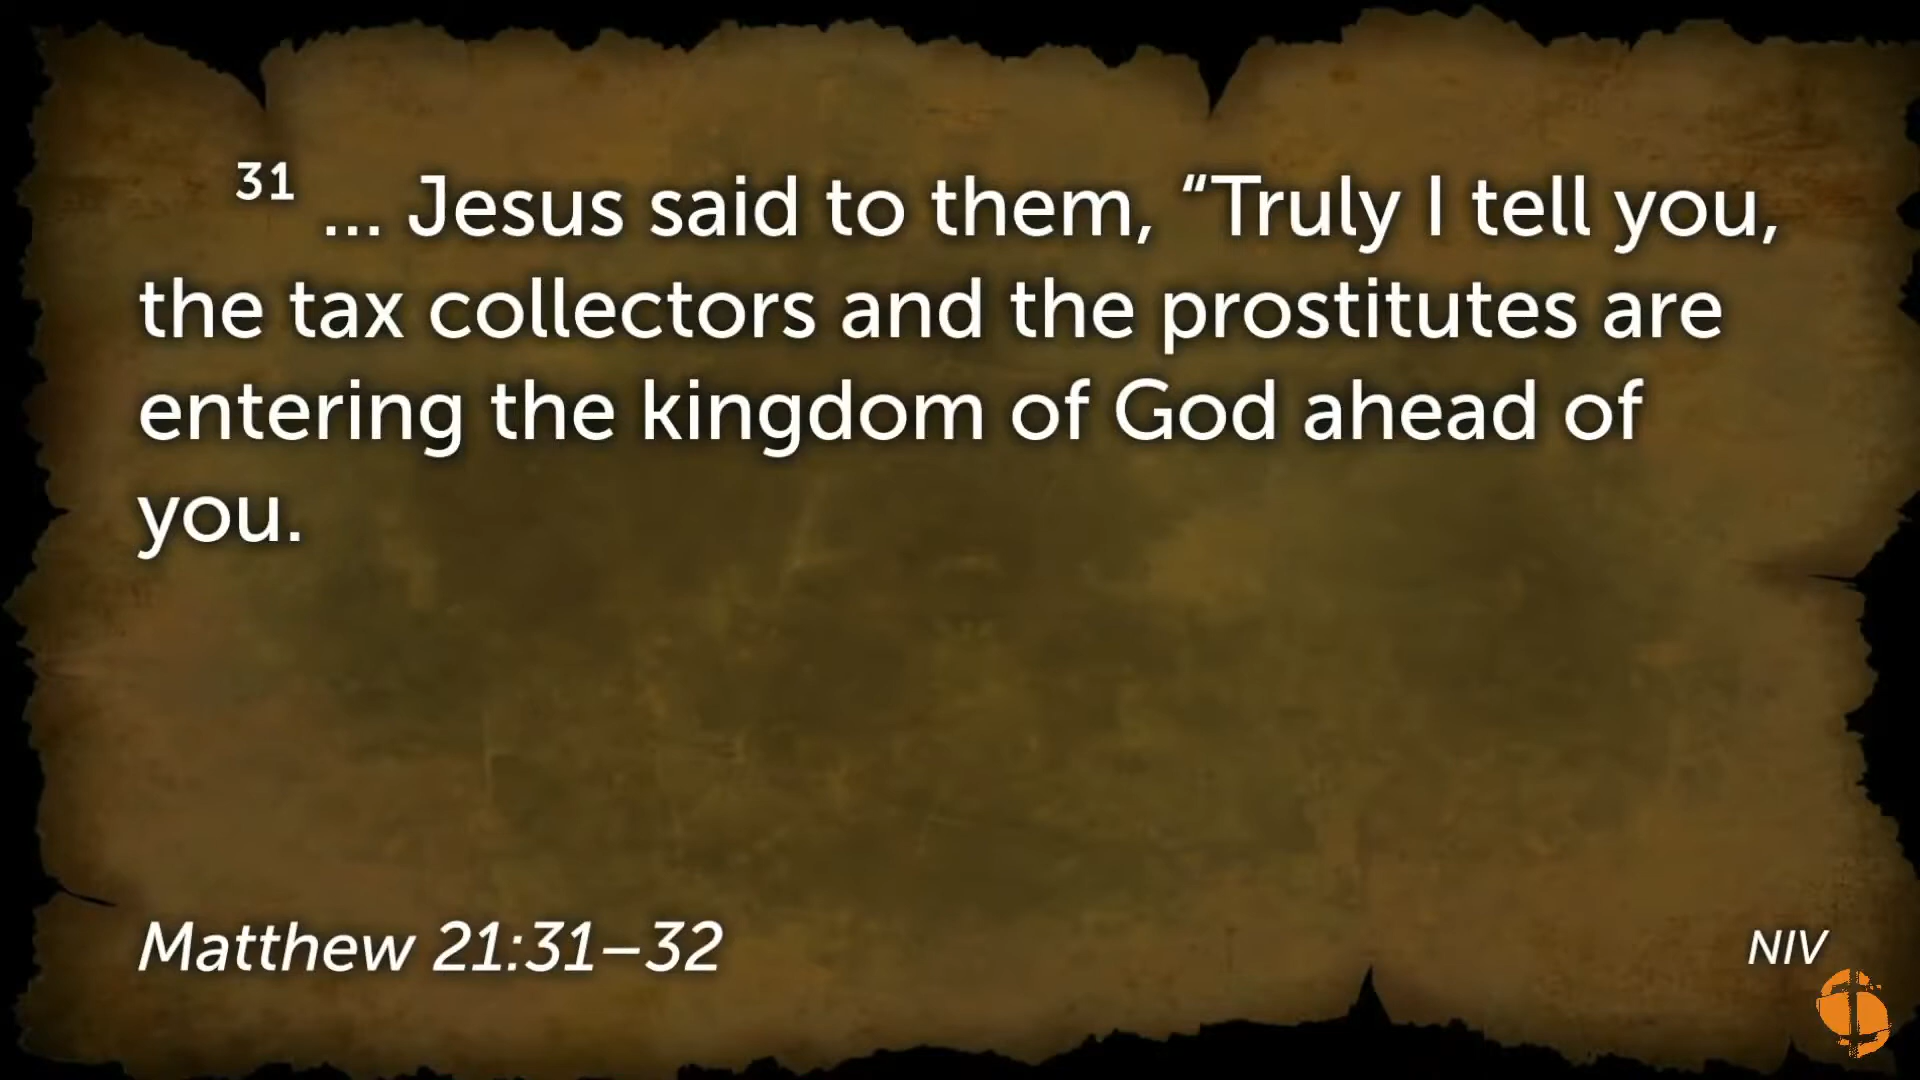 31 ... Jesus said to them, “Truly I tell you,
the tax collectors and the prostitutes are
entering the kingdom of God ahead of
you.
Matthew 21:31–32
NIV